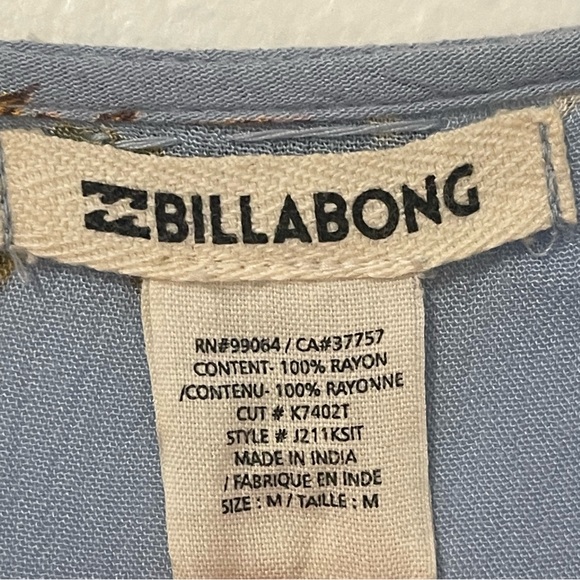 BILLABONG
RN#99064 / CA#37757
CONTENT- 100% RAYON
/CONTENU- 100% RAYONNE
CUT # K7402T
STYLE # J211KSIT
MADE IN INDIA
/ FABRIQUE EN INDE
SIZE : M / TAILLE : M